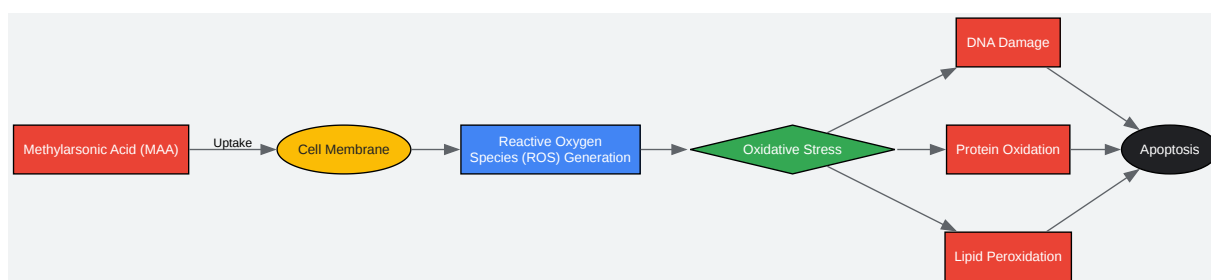 Methylarsonic Acid (MAA)
Uptake
Cell Membrane
Reactive Oxygen
Species (ROS) Generation
Oxidative Stress
DNA Damage
Protein Oxidation
Lipid Peroxidation
Apoptosis